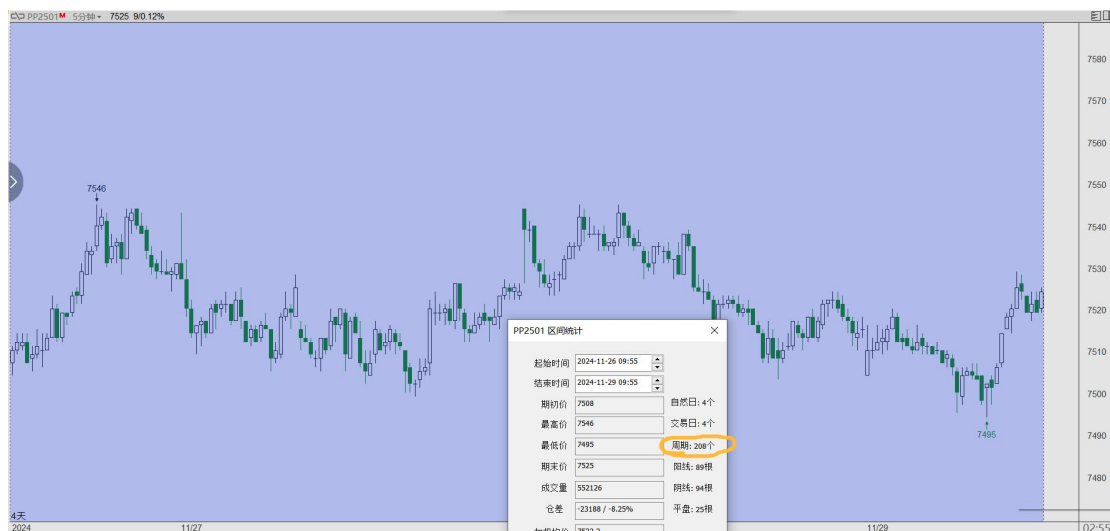 PP2501 M 5分钟 7525 9/0.12%
7580
7570
7560
7550
7546
7540
7530
7520
7510
7500
7495
7490
7480
PP2501 区间统计
起始时间 2024-11-26 09:55
结束时间 2024-11-29 09:55
期初价 7508 自然日: 4个
最高价 7546 交易日: 4个
最低价 7495 周期: 208个
期末价 7525 阳线: 89根
成交量 552126 阴线: 94根
仓差 -23188 / -8.25% 平盘: 25根
4天
2024 11/27 11/29 02:55